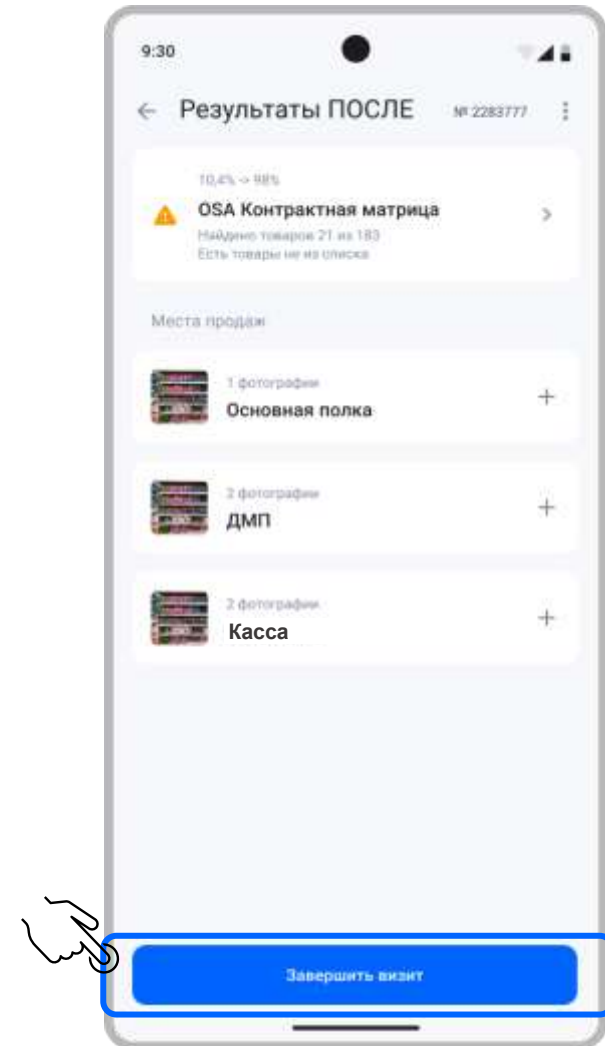 9:30
Результаты ПОСЛЕ № 2283777
10,4% -> 98%
OSA Контрактная матрица
Найдено товаров 21 из 183
Есть товары не из списка
Места продаж
1 фотографии
Основная полка
2 фотографии
ДМП
2 фотографии
Касса
Завершить визит